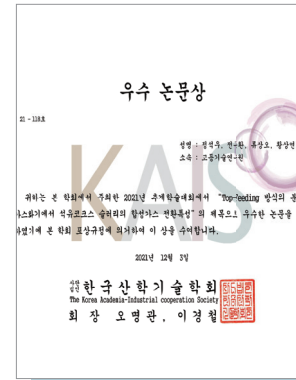 우수 논문상
21 - 118호
성명 : 정석우, 반-환, 류상오, 황상연
소속 : 고등기술연-원
위하는 본 학회에서 주최한 2021년 추계학술대회에서 "Top-feeding 방식의 분
스화기에서 석유코크스 슬러리의 합성가스 전환특성" 의 제목으로 우수한 논문을
하였기에 본 학회 포상규정에 의거하여 이 상을 수여합니다.
2021년 12월 3일
사단법인 한국산학기술학회
The Korea Academia-Industrial cooperation Society
회 장 오명관, 이경철
KAIS